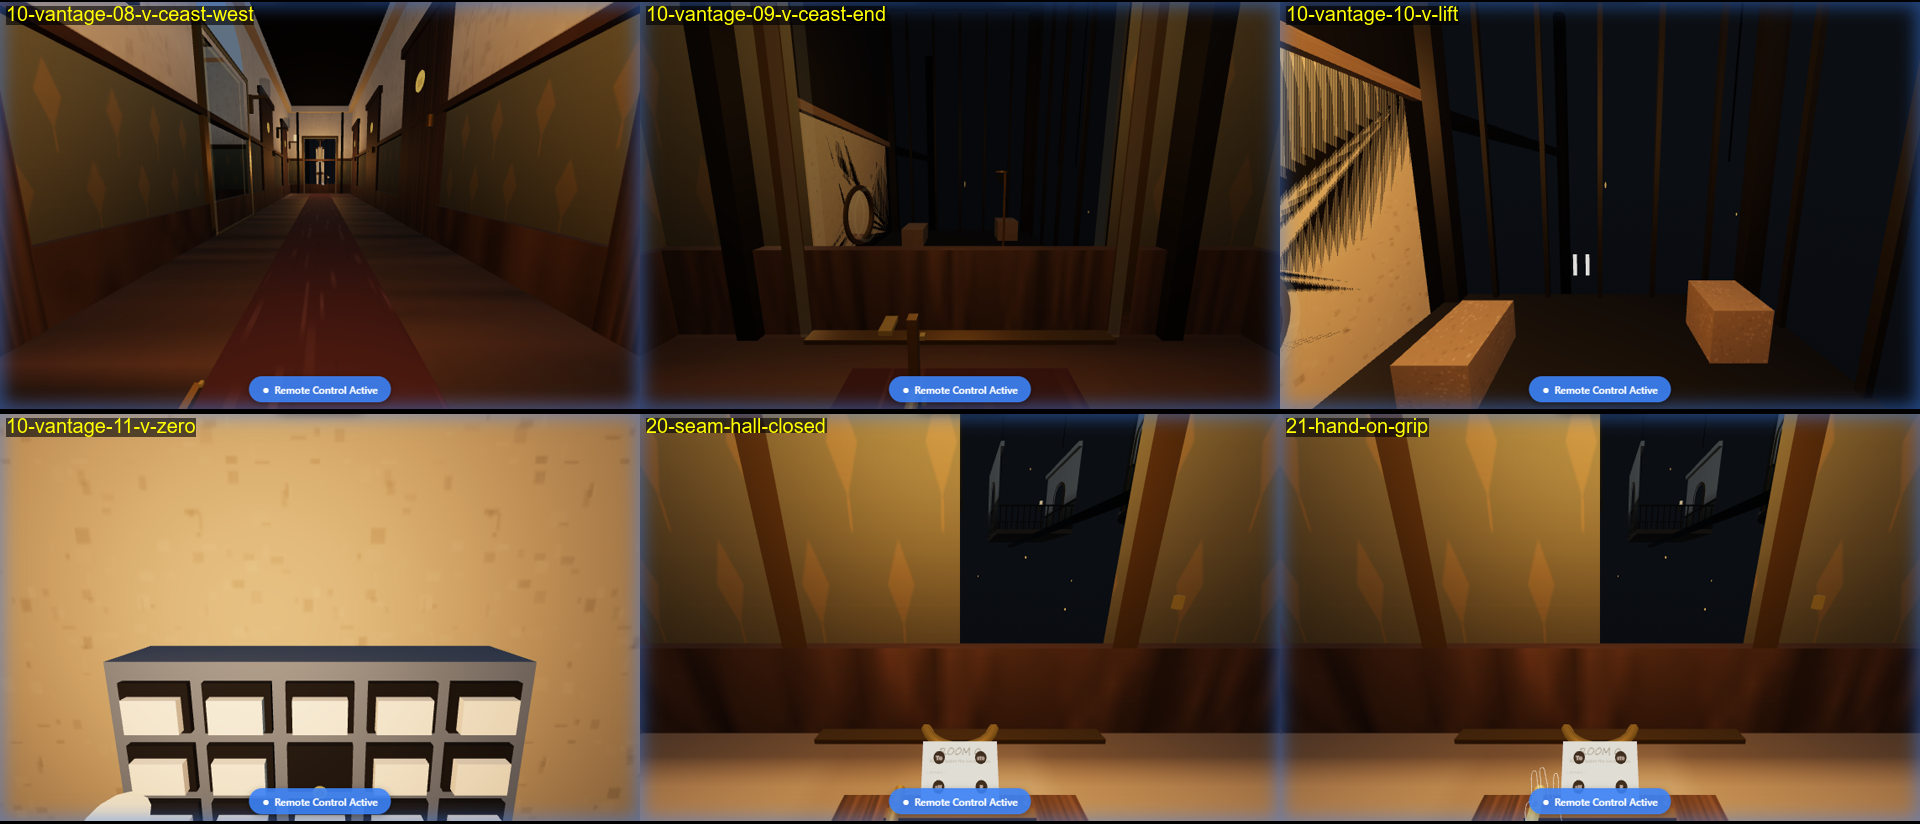 10-vantage-08-v-ceast-west
10-vantage-09-v-ceast-end
10-vantage-10-v-lift
Remote Control Active
Remote Control Active
Remote Control Active
10-vantage-11-v-zero
20-seam-hall-closed
21-hand-on-grip
ROOM
ROOM
Remote Control Active
Remote Control Active
Remote Control Active